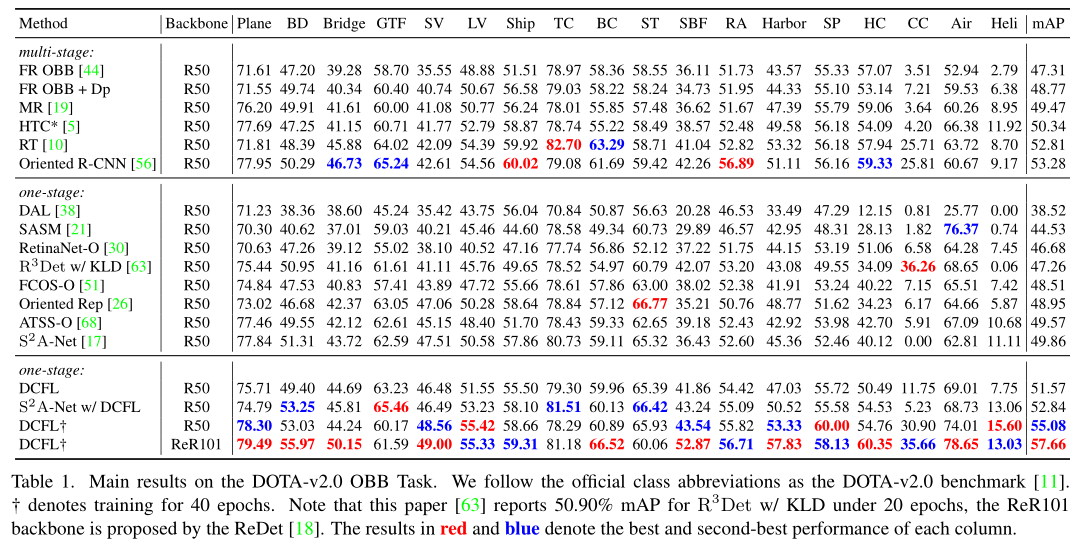 Method Backbone Plane BD Bridge GTF SV LV Ship TC BC ST SBF RA Harbor SP HC CC Air Heli mAP
multi-stage:
FR OBB [44] R50 71.61 47.20 39.28 58.70 35.55 48.88 51.51 78.97 58.36 58.55 36.11 51.73 43.57 55.33 57.07 3.51 52.94 2.79 47.31
FR OBB + Dp R50 71.55 49.74 40.34 60.40 40.74 50.67 56.58 79.03 58.22 58.24 34.73 51.95 44.33 55.10 53.14 7.21 59.53 6.38 48.77
MR [19] R50 76.20 49.91 41.61 60.00 41.08 50.77 56.24 78.01 55.85 57.48 36.62 51.67 47.39 55.79 59.06 3.64 60.26 8.95 49.47
HTC* [5] R50 77.69 47.25 41.15 60.71 41.77 52.79 58.87 78.74 55.22 58.49 38.57 52.48 49.58 56.18 54.09 4.20 66.38 11.92 50.34
RT [10] R50 71.81 48.39 45.88 64.02 42.09 54.39 59.92 82.70 63.29 58.71 41.04 52.82 53.32 56.18 57.94 25.71 63.72 8.70 52.81
Oriented R-CNN [56] R50 77.95 50.29 46.73 65.24 42.61 54.56 60.02 79.08 61.69 59.42 42.26 56.89 51.11 56.16 59.33 25.81 60.67 9.17 53.28
one-stage:
DAL [38] R50 71.23 38.36 38.60 45.24 35.42 43.75 56.04 70.84 50.87 56.63 20.28 46.53 33.49 47.29 12.15 0.81 25.77 0.00 38.52
SASM [21] R50 70.30 40.62 37.01 59.03 40.21 45.46 44.60 78.58 49.34 60.73 29.89 46.57 42.95 48.31 28.13 1.82 76.37 0.74 44.53
RetinaNet-O [30] R50 70.63 47.26 39.12 55.02 38.10 40.52 47.16 77.74 56.86 52.12 37.22 51.75 44.15 53.19 51.06 6.58 64.28 7.45 46.68
R³Det w/ KLD [63] R50 75.44 50.95 41.16 61.61 41.11 45.76 49.65 78.52 54.97 60.79 42.07 53.20 43.08 49.55 34.09 36.26 68.65 0.06 47.26
FCOS-O [51] R50 74.84 47.53 40.83 57.41 43.89 47.72 55.66 78.61 57.86 63.00 38.02 52.38 41.91 53.24 40.22 7.15 65.51 7.42 48.51
Oriented Rep [26] R50 73.02 46.68 42.37 63.05 47.06 50.28 58.64 78.84 57.12 66.77 35.21 50.76 48.77 51.62 34.23 6.17 64.66 5.87 48.95
ATSS-O [68] R50 77.46 49.55 42.12 62.61 45.15 48.40 51.70 78.43 59.33 62.65 39.18 52.43 42.92 53.98 42.70 5.91 67.09 10.68 49.57
S²A-Net [17] R50 77.84 51.31 43.72 62.59 47.51 50.58 57.86 80.73 59.11 65.32 36.43 52.60 45.36 52.46 40.12 0.00 62.81 11.11 49.86
one-stage:
DCFL R50 75.71 49.40 44.69 63.23 46.48 51.55 55.50 79.30 59.96 65.39 41.86 54.42 47.03 55.72 50.49 11.75 69.01 7.75 51.57
S²A-Net w/ DCFL R50 74.79 53.25 45.81 65.46 46.49 53.23 58.10 81.51 60.13 66.42 43.24 55.09 50.52 55.58 54.53 5.23 68.73 13.06 52.84
DCFL† R50 78.30 53.03 44.24 60.17 48.56 55.42 58.66 78.29 60.89 65.93 43.54 55.82 53.33 60.00 54.76 30.90 74.01 15.60 55.08
DCFL† ReR101 79.49 55.97 50.15 61.59 49.00 55.33 59.31 81.18 66.52 60.06 52.87 56.71 57.83 58.13 60.35 35.66 78.65 13.03 57.66
Table 1. Main results on the DOTA-v2.0 OBB Task. We follow the official class abbreviations as the DOTA-v2.0 benchmark [11].
† denotes training for 40 epochs. Note that this paper [63] reports 50.90% mAP for R³Det w/ KLD under 20 epochs, the ReR101
backbone is proposed by the ReDet [18]. The results in red and blue denote the best and second-best performance of each column.